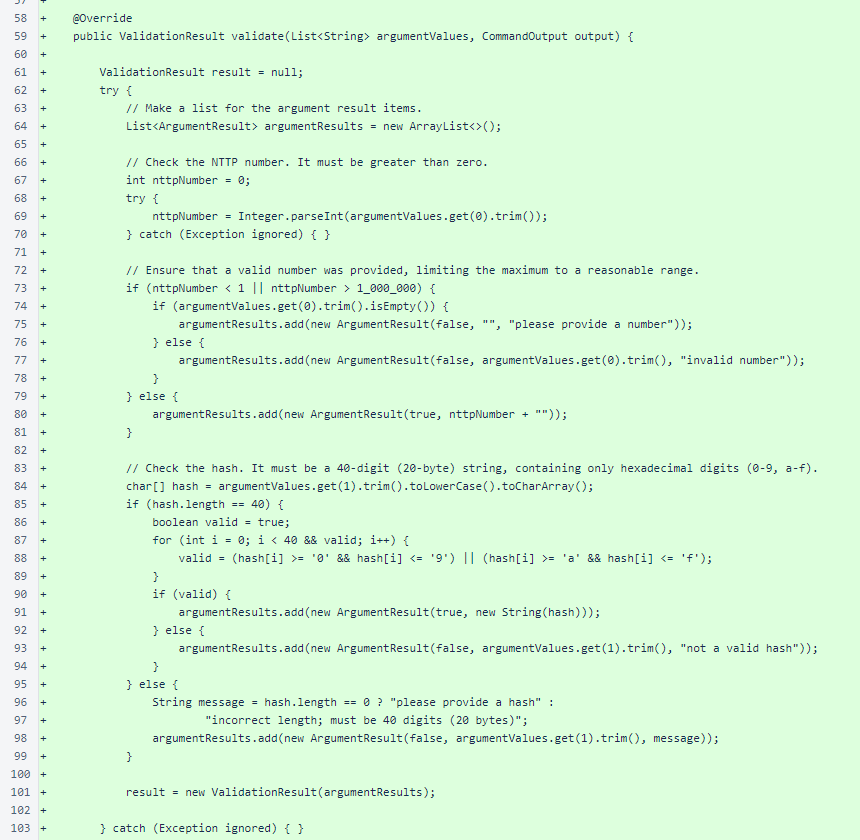 57 +
58 + @Override
59 + public ValidationResult validate(List<String> argumentValues, CommandOutput output) {
60 +
61 + ValidationResult result = null;
62 + try {
63 + // Make a list for the argument result items.
64 + List<ArgumentResult> argumentResults = new ArrayList<>();
65 +
66 + // Check the NTTP number. It must be greater than zero.
67 + int nttpNumber = 0;
68 + try {
69 + nttpNumber = Integer.parseInt(argumentValues.get(0).trim());
70 + } catch (Exception ignored) { }
71 +
72 + // Ensure that a valid number was provided, limiting the maximum to a reasonable range.
73 + if (nttpNumber < 1 || nttpNumber > 1_000_000) {
74 + if (argumentValues.get(0).trim().isEmpty()) {
75 + argumentResults.add(new ArgumentResult(false, "", "please provide a number"));
76 + } else {
77 + argumentResults.add(new ArgumentResult(false, argumentValues.get(0).trim(), "invalid number"));
78 + }
79 + } else {
80 + argumentResults.add(new ArgumentResult(true, nttpNumber + ""));
81 + }
82 +
83 + // Check the hash. It must be a 40-digit (20-byte) string, containing only hexadecimal digits (0-9, a-f).
84 + char[] hash = argumentValues.get(1).trim().toLowerCase().toCharArray();
85 + if (hash.length == 40) {
86 + boolean valid = true;
87 + for (int i = 0; i < 40 && valid; i++) {
88 + valid = (hash[i] >= '0' && hash[i] <= '9') || (hash[i] >= 'a' && hash[i] <= 'f');
89 + }
90 + if (valid) {
91 + argumentResults.add(new ArgumentResult(true, new String(hash)));
92 + } else {
93 + argumentResults.add(new ArgumentResult(false, argumentValues.get(1).trim(), "not a valid hash"));
94 + }
95 + } else {
96 + String message = hash.length == 0 ? "please provide a hash" :
97 + "incorrect length; must be 40 digits (20 bytes)";
98 + argumentResults.add(new ArgumentResult(false, argumentValues.get(1).trim(), message));
99 + }
100 +
101 + result = new ValidationResult(argumentResults);
102 +
103 + } catch (Exception ignored) { }